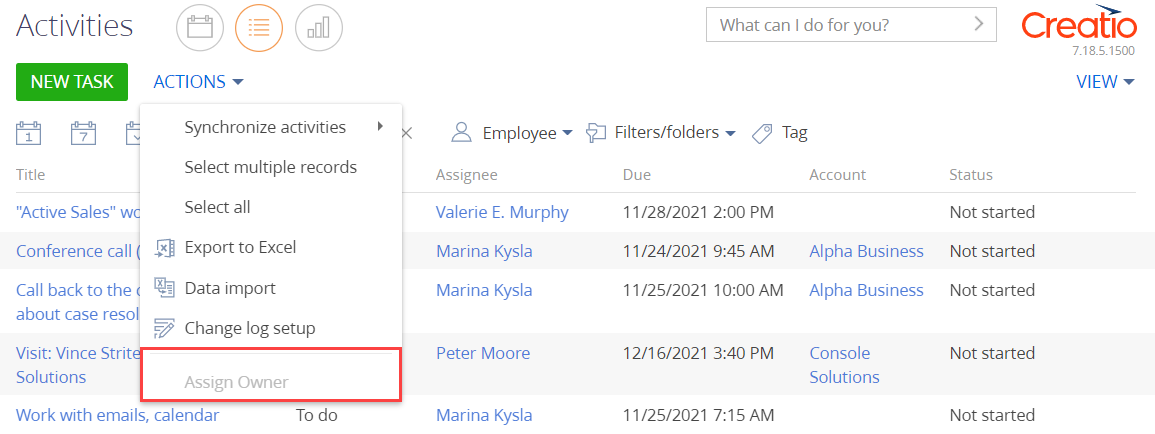 Activities
What can I do for you?
Creatio
7.18.5.1500
NEW TASK
ACTIONS
VIEW
1
7
Synchronize activities
Employee
Filters/folders
Tag
Select multiple records
Select all
Export to Excel
Data import
Change log setup
Assign Owner
Title
Assignee
Due
Account
Status
"Active Sales" wo
Valerie E. Murphy
11/28/2021 2:00 PM
Not started
Conference call (
Marina Kysla
11/24/2021 9:45 AM
Alpha Business
Not started
Call back to the
about case resol
Marina Kysla
11/25/2021 10:00 AM
Alpha Business
Not started
Visit: Vince Strite
Solutions
Peter Moore
12/16/2021 3:40 PM
Console
Solutions
Not started
Work with emails, calendar
To do
Marina Kysla
11/25/2021 7:15 AM
Not started